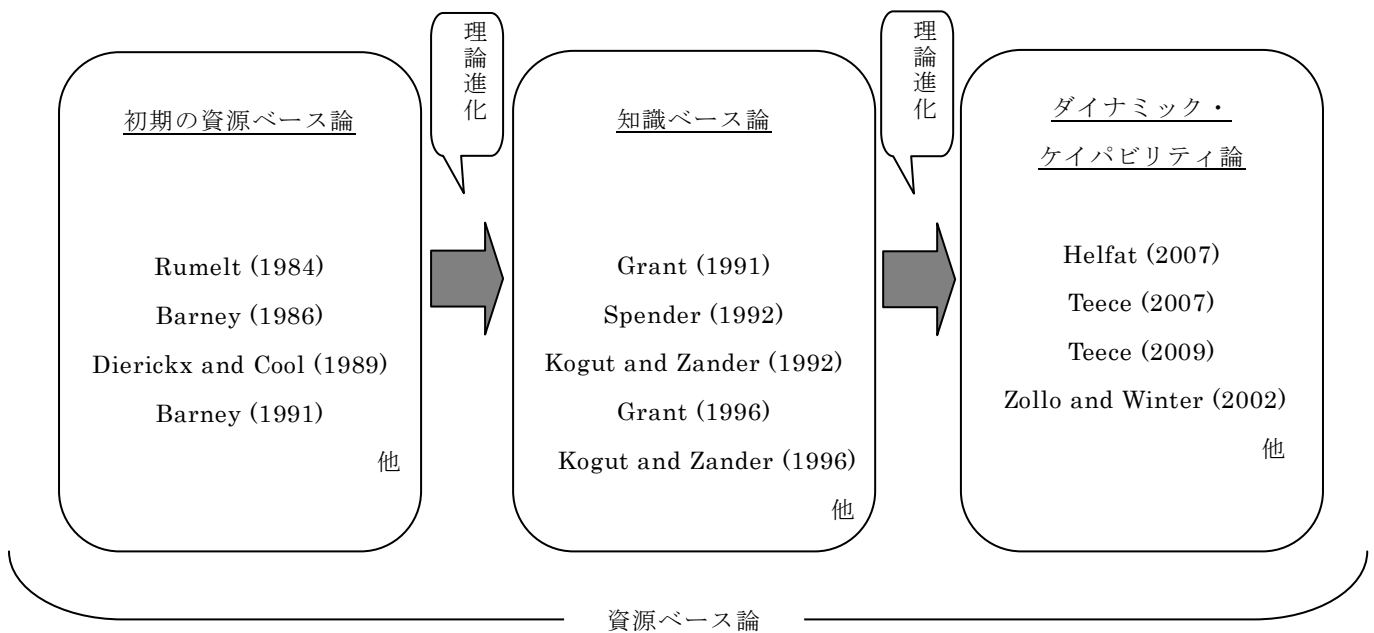 初期の資源ベース論
Rumelt (1984)
Barney (1986)
Dierickx and Cool (1989)
Barney (1991)
他
理論進化
知識ベース論
Grant (1991)
Spender (1992)
Kogut and Zander (1992)
Grant (1996)
Kogut and Zander (1996)
他
理論進化
ダイナミック・
ケイパビリティ論
Helfat (2007)
Teece (2007)
Teece (2009)
Zollo and Winter (2002)
他
資源ベース論